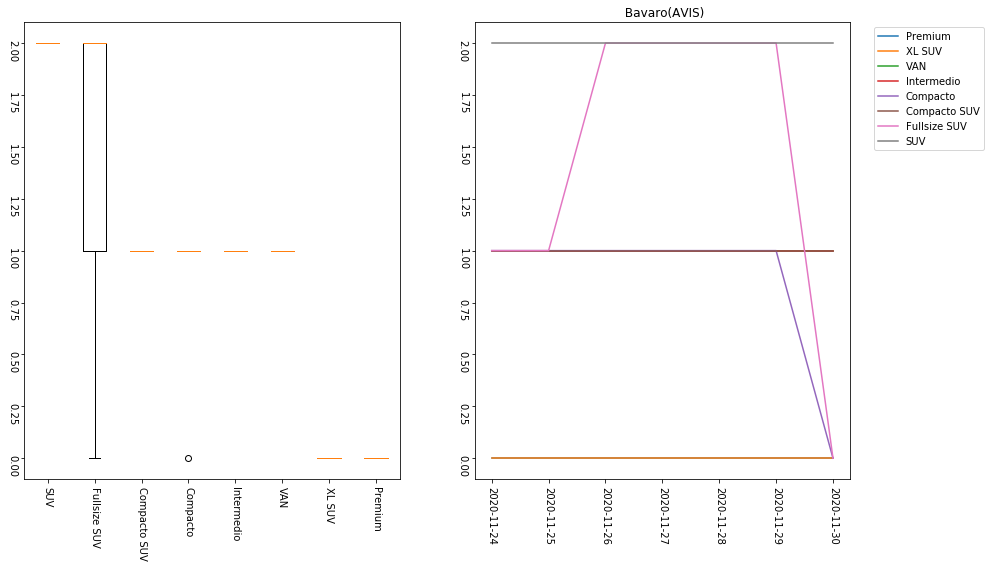 Bavaro(AVIS)
2.00
1.75
1.50
1.25
1.00
0.75
0.50
0.25
0.00
SUV
Fullsize SUV
Compacto SUV
Compacto
Intermedio
VAN
XL SUV
Premium
2.00
1.75
1.50
1.25
1.00
0.75
0.50
0.25
0.00
2020-11-24
2020-11-25
2020-11-26
2020-11-27
2020-11-28
2020-11-29
2020-11-30
Premium
XL SUV
VAN
Intermedio
Compacto
Compacto SUV
Fullsize SUV
SUV